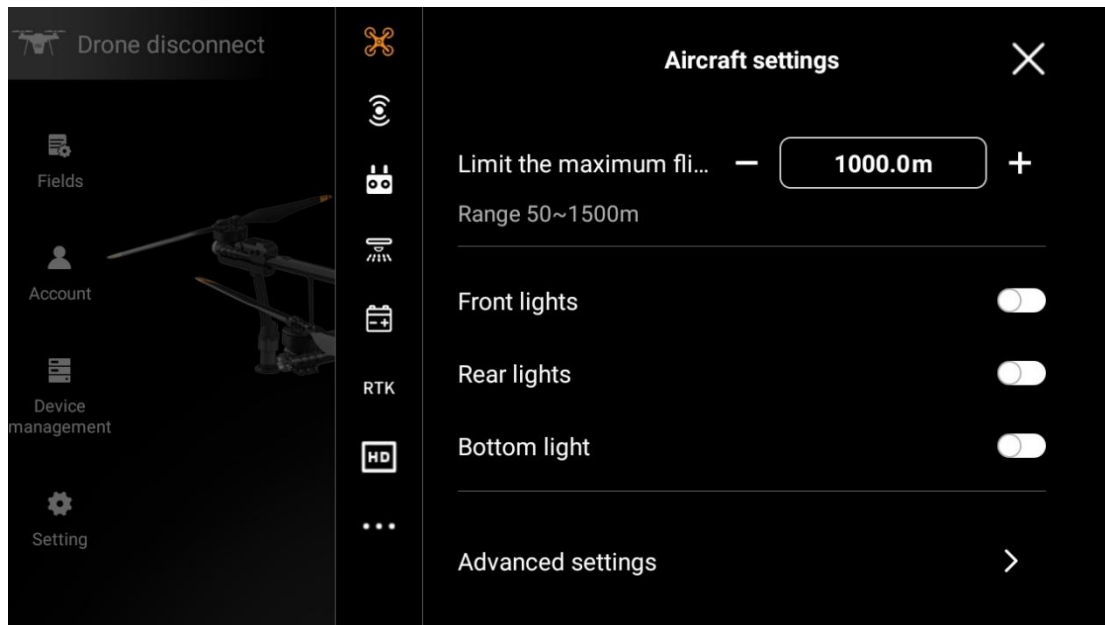 Drone disconnect
Fields
Account
Device
management
Setting
RTK
HD
Aircraft settings
Limit the maximum fli...
1000.0m
Range 50~1500m
Front lights
Rear lights
Bottom light
Advanced settings